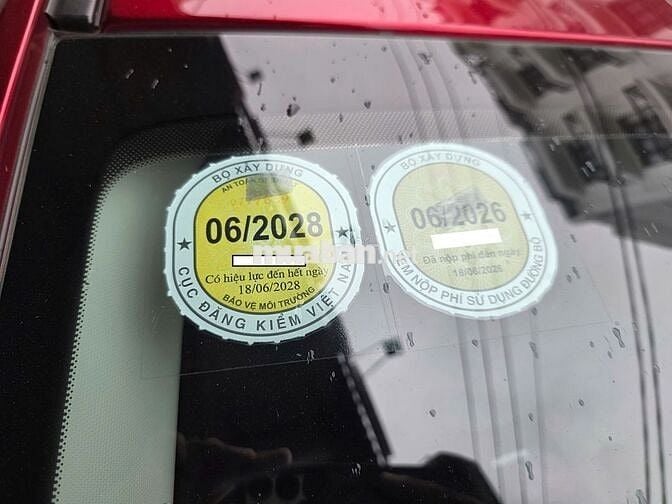 BỘ XÂY DỰNG
AN TOÀN
06/2028
Có hiệu lực đến hết ngày
18/06/2028
BẢO VỆ MÔI TRƯỜNG
CỤC ĐĂNG KIỂM VIỆT NAM
BỘ XÂY DỰNG
06/2026
Đã nộp phí đến ngày
18/06/2026
TEM NỘP PHÍ SỬ DỤNG ĐƯỜNG BỘ
muaban.net